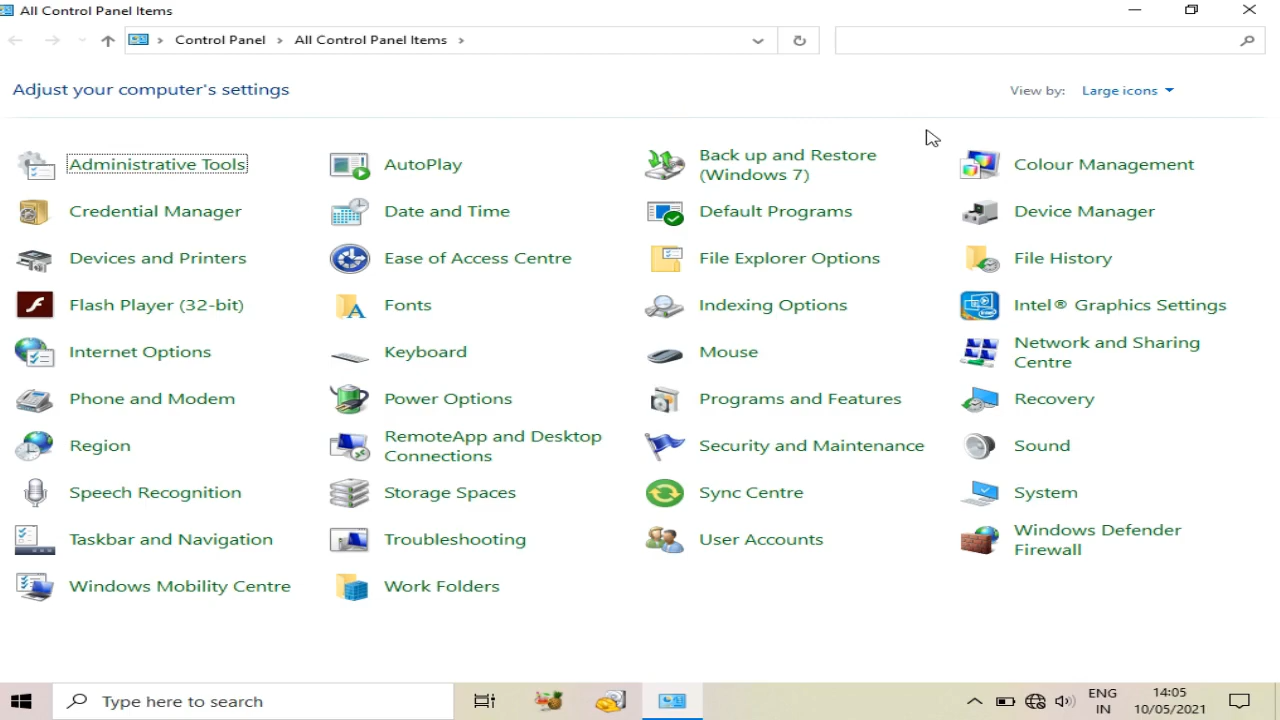 All Control Panel Items
Control Panel
All Control Panel Items
Adjust your computer's settings
View by: Large icons
Administrative Tools
AutoPlay
Back up and Restore
(Windows 7)
Colour Management
Credential Manager
Date and Time
Default Programs
Device Manager
Devices and Printers
Ease of Access Centre
File Explorer Options
File History
Flash Player (32-bit)
Fonts
Indexing Options
Intel® Graphics Settings
Internet Options
Keyboard
Mouse
Network and Sharing
Centre
Phone and Modem
Power Options
Programs and Features
Recovery
Region
RemoteApp and Desktop
Connections
Security and Maintenance
Sound
Speech Recognition
Storage Spaces
Sync Centre
System
Taskbar and Navigation
Troubleshooting
User Accounts
Windows Defender
Firewall
Windows Mobility Centre
Work Folders
Type here to search
ENG
IN
14:05
10/05/2021